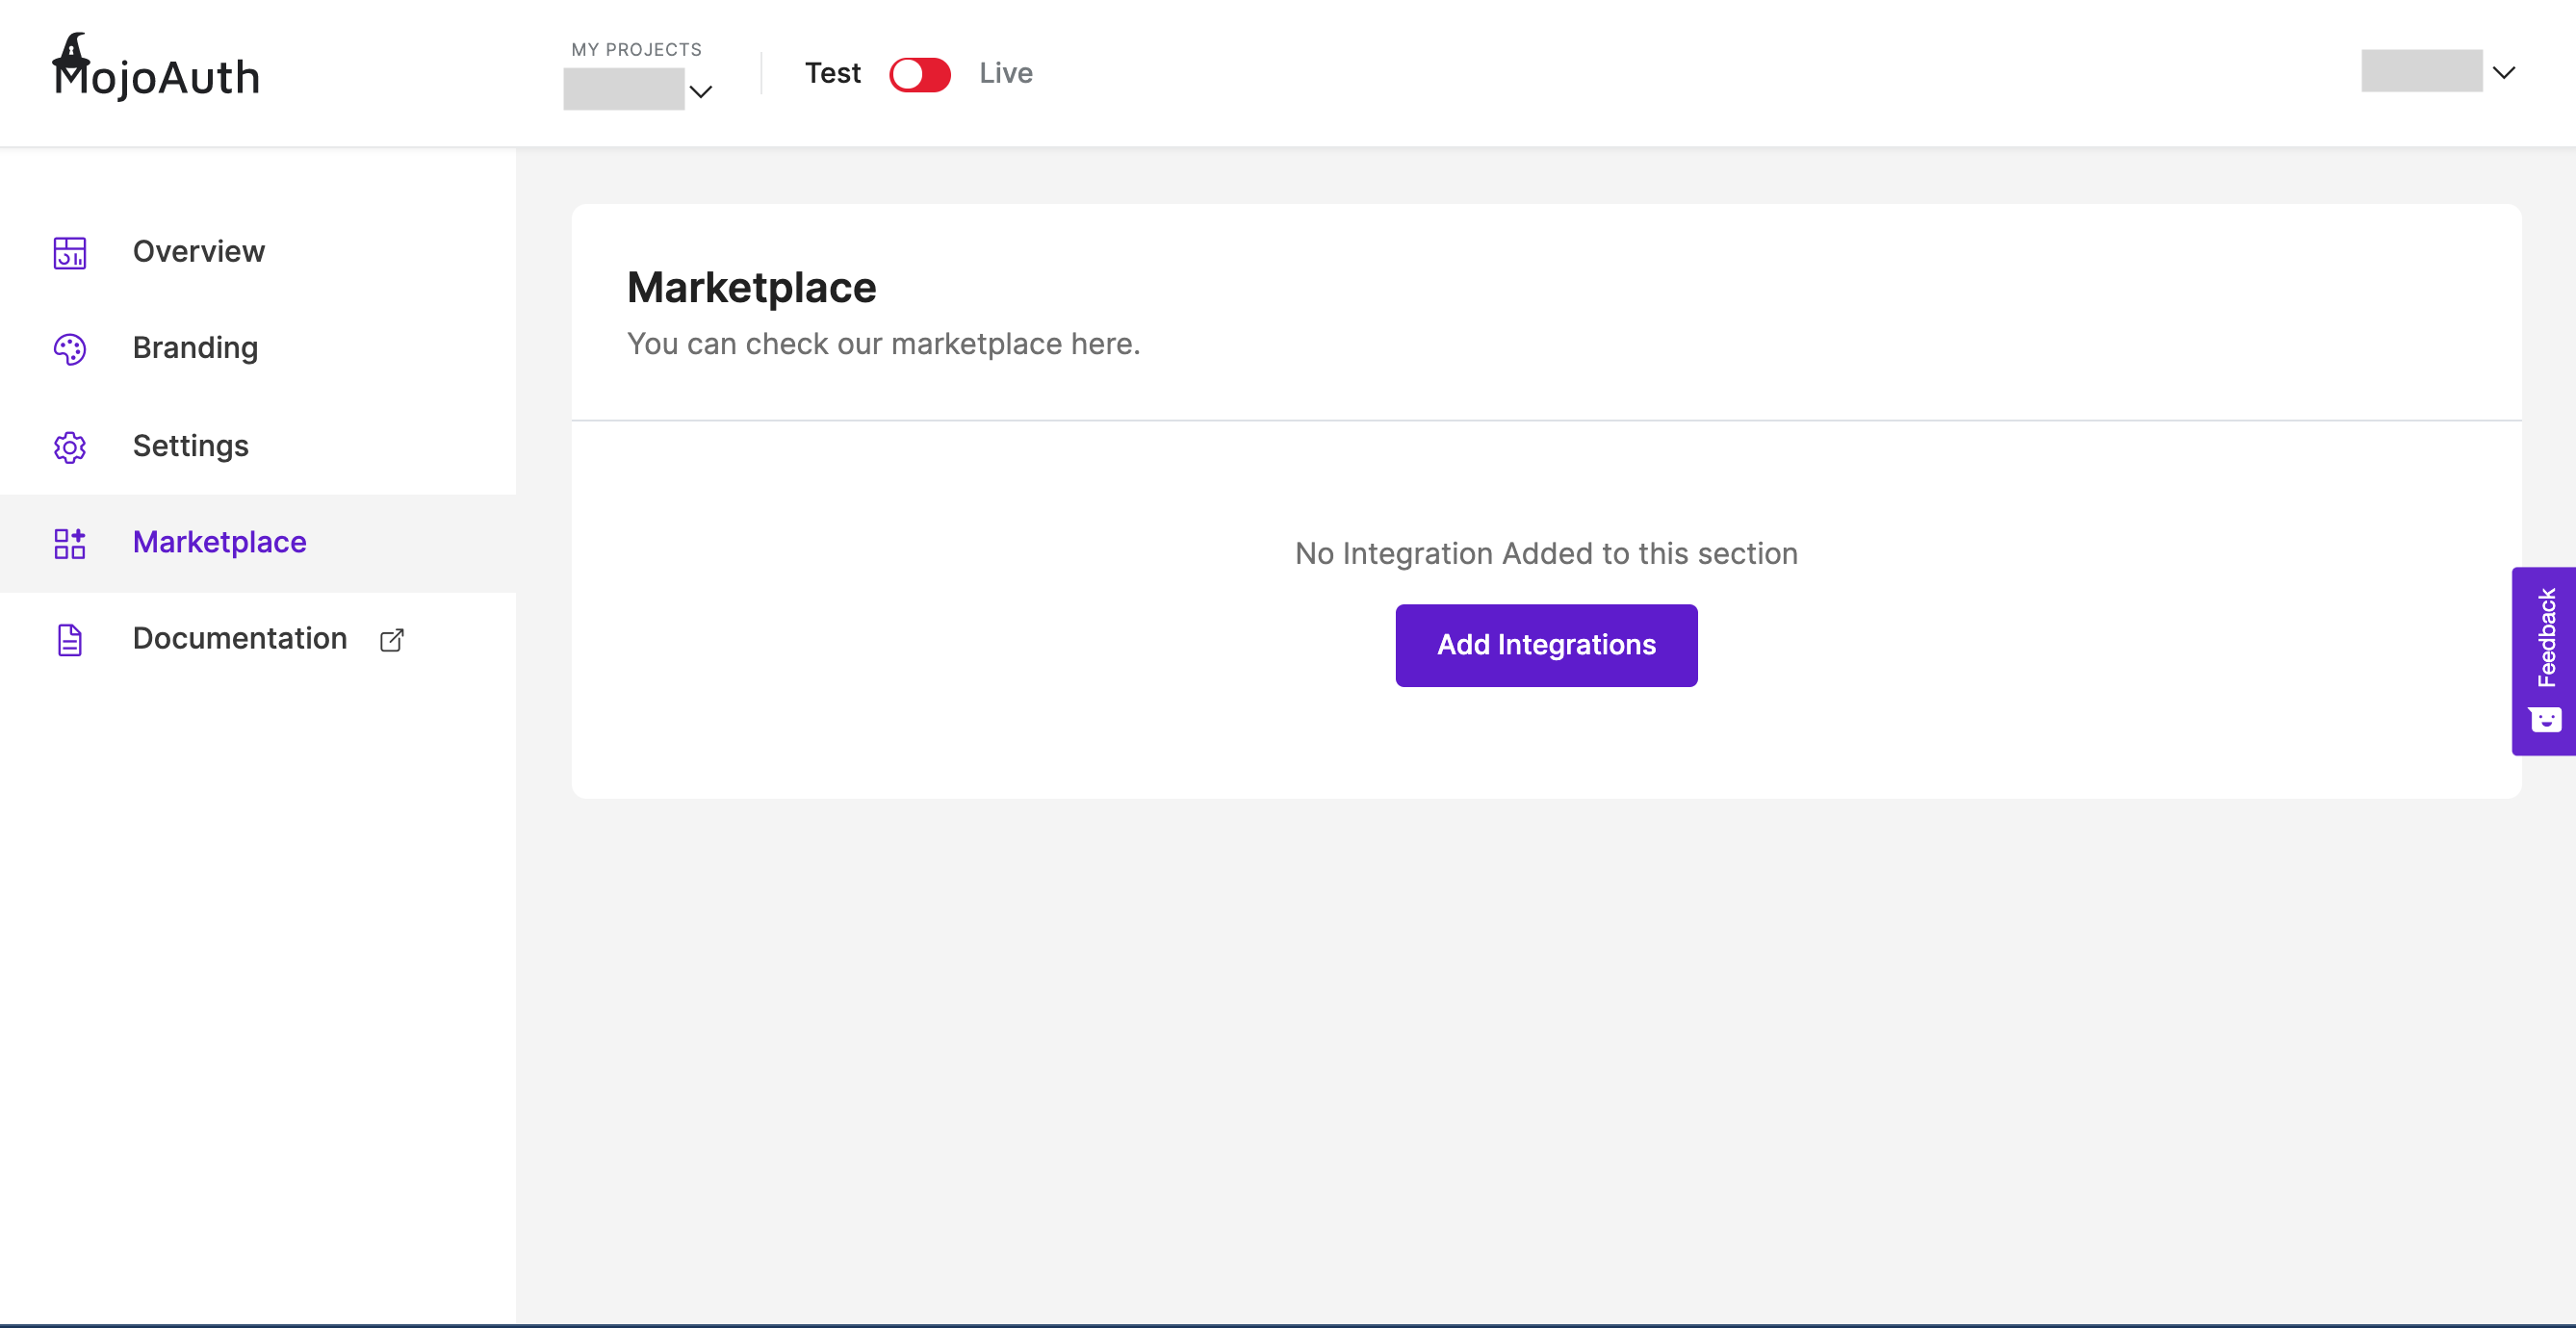 MojoAuth
MY PROJECTS
Test Live
Overview
Branding
Settings
Marketplace
Documentation
Marketplace
You can check our marketplace here.
No Integration Added to this section
Add Integrations
Feedback